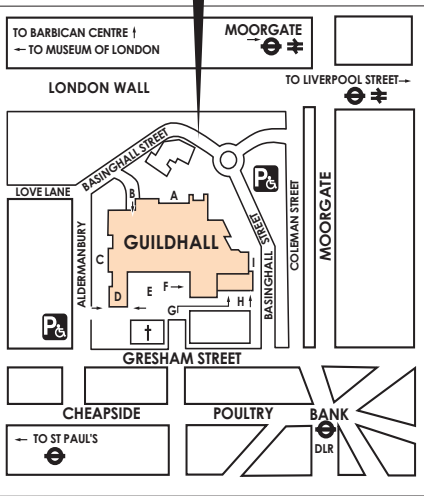 TO BARBICAN CENTRE ↑
← TO MUSEUM OF LONDON
MOORGATE
→
LONDON WALL
TO LIVERPOOL STREET→
BASINGHALL STREET
LOVE LANE
P
B
A
ALDERMANBURY
GUILDHALL
BASINGHALL STREET
COLEMAN STREET
MOORGATE
C
I
D
E
F→
H
G
P
GRESHAM STREET
CHEAPSIDE
POULTRY
BANK
DLR
← TO ST PAUL'S